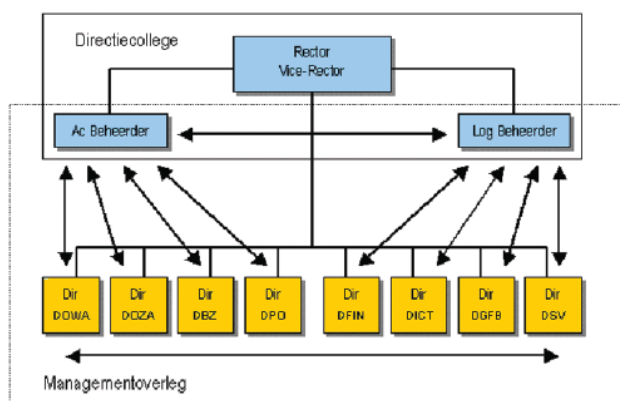 Directiecollege
Rector
Vice-Rector
Ac Beheerder
Log Beheerder
Dir
DOWA
Dir
DOZA
Dir
DBZ
Dir
DPO
Dir
DFIN
Dir
DICT
Dir
DGFB
Dir
DSV
Managementoverleg